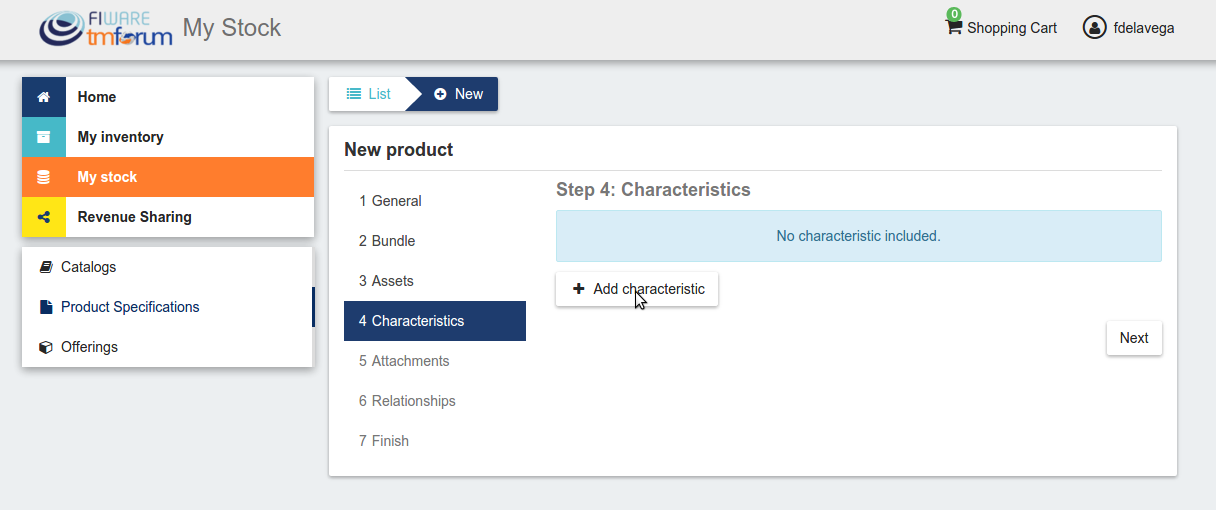 FIWARE
tmforum
My Stock
0
Shopping Cart
fdelavega
Home
My inventory
My stock
Revenue Sharing
Catalogs
Product Specifications
Offerings
List
New
New product
1 General
2 Bundle
3 Assets
4 Characteristics
5 Attachments
6 Relationships
7 Finish
Step 4: Characteristics
No characteristic included.
Add characteristic
Next